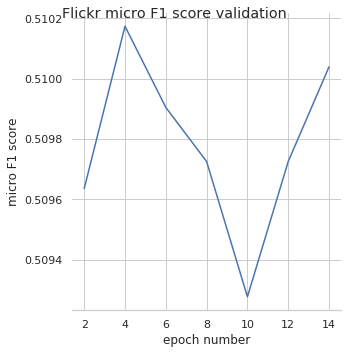 Flickr micro F1 score validation
0.5102
0.5100
0.5098
0.5096
0.5094
micro F1 score
2 4 6 8 10 12 14
epoch number